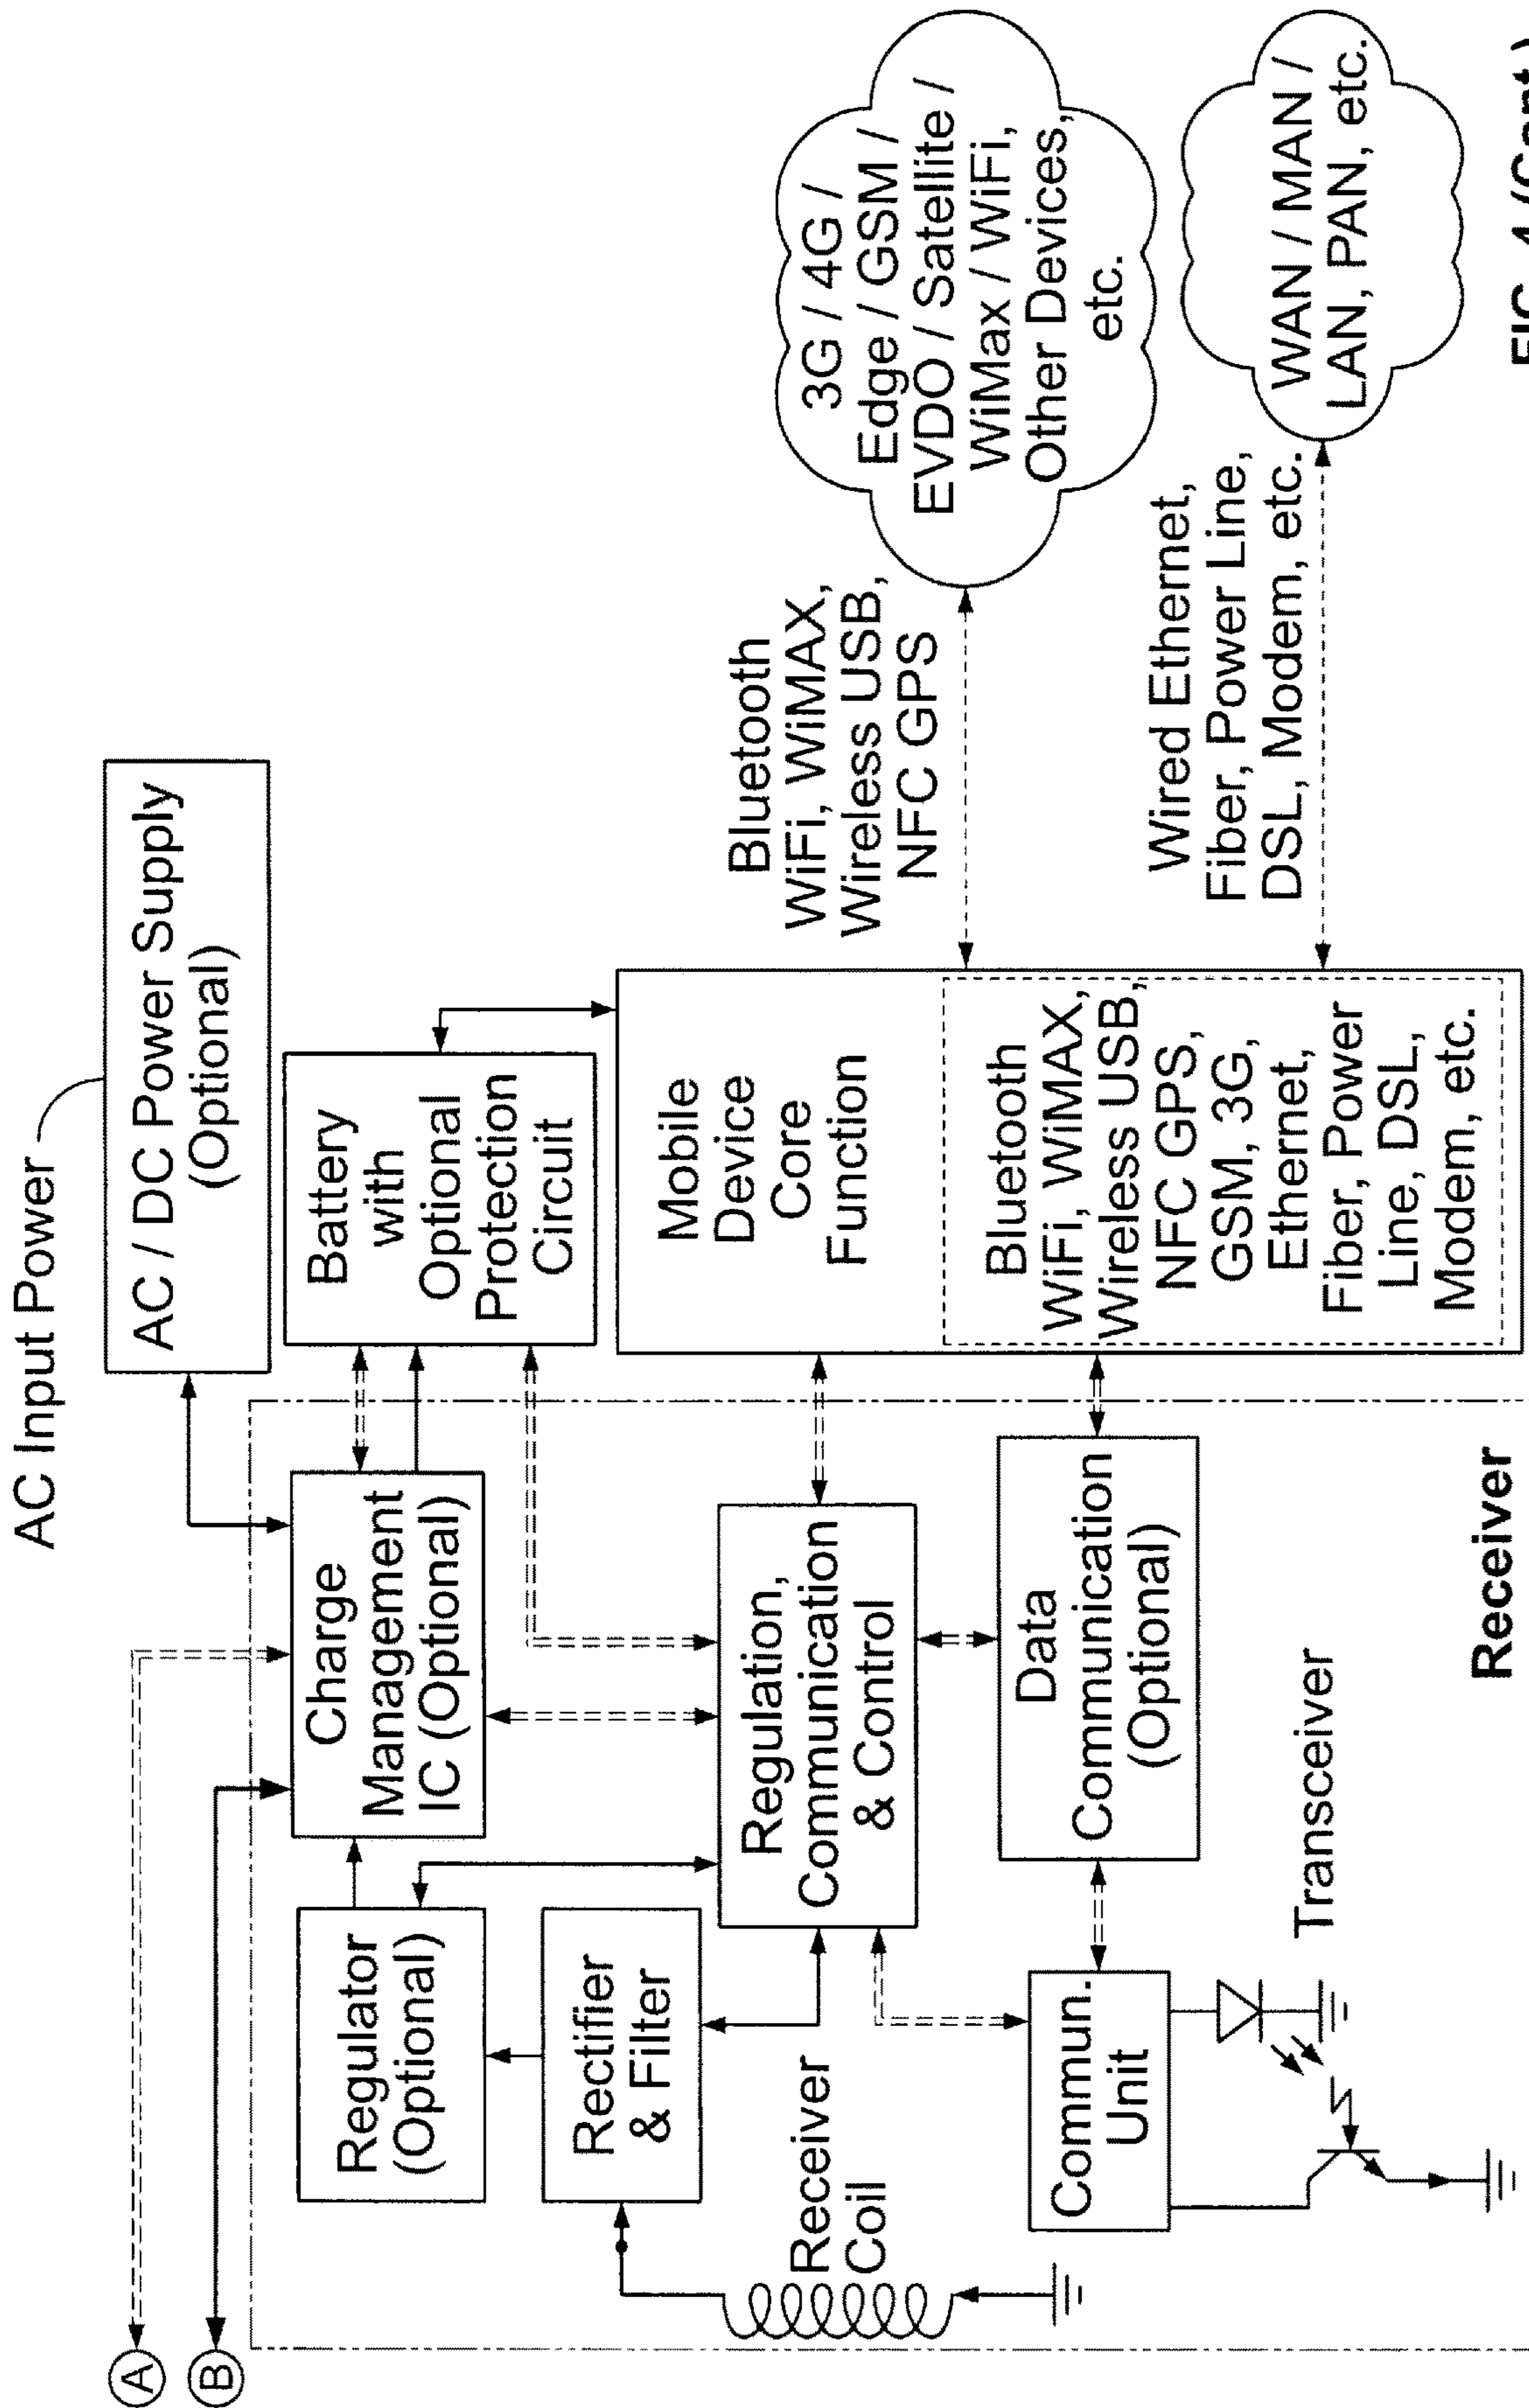 AC Input Power
AC / DC Power Supply
(Optional)
A
B
Regulator
(Optional)
Charge
Management
IC (Optional)
Battery
with
Optional
Protection
Circuit
Rectifier
& Filter
Receiver
Coil
Regulation,
Communication
& Control
Mobile
Device
Core
Function
Bluetooth
WiFi, WiMAX,
Wireless USB,
NFC GPS
3G / 4G /
Edge / GSM /
EVDO / Satellite /
WiMax / WiFi,
Other Devices,
etc.
Commun.
Unit
Data
Communication
(Optional)
Bluetooth
WiFi, WiMAX,
Wireless USB,
NFC GPS,
GSM, 3G,
Ethernet,
Fiber, Power
Line, DSL,
Modem, etc.
Wired Ethernet,
Fiber, Power Line,
DSL, Modem, etc.
WAN / MAN /
LAN, PAN, etc.
Transceiver
Receiver